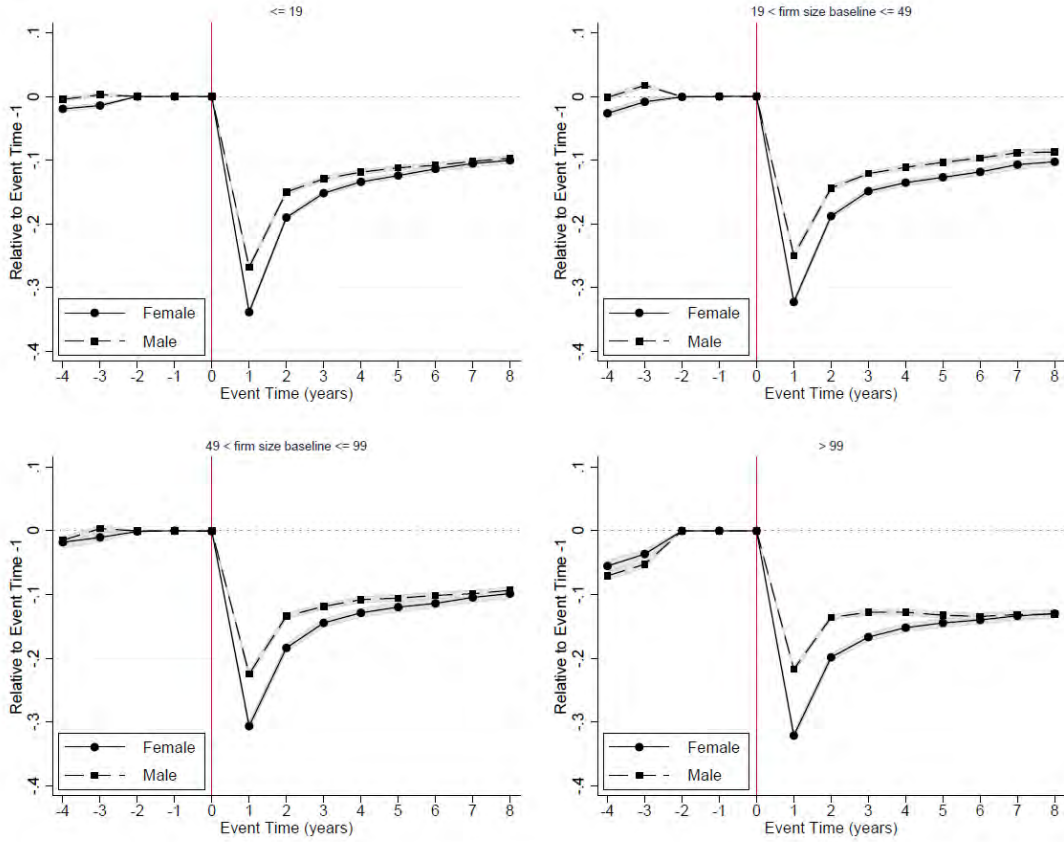 <= 19
Relative to Event Time -1
.1
0
-.1
-.2
-.3
-.4
Female
Male
-4 -3 -2 -1 0 1 2 3 4 5 6 7 8
Event Time (years)
19 < firm size baseline <= 49
Relative to Event Time -1
.1
0
-.1
-.2
-.3
-.4
Female
Male
-4 -3 -2 -1 0 1 2 3 4 5 6 7 8
Event Time (years)
49 < firm size baseline <= 99
Relative to Event Time -1
.1
0
-.1
-.2
-.3
-.4
Female
Male
-4 -3 -2 -1 0 1 2 3 4 5 6 7 8
Event Time (years)
> 99
Relative to Event Time -1
.1
0
-.1
-.2
-.3
-.4
Female
Male
-4 -3 -2 -1 0 1 2 3 4 5 6 7 8
Event Time (years)